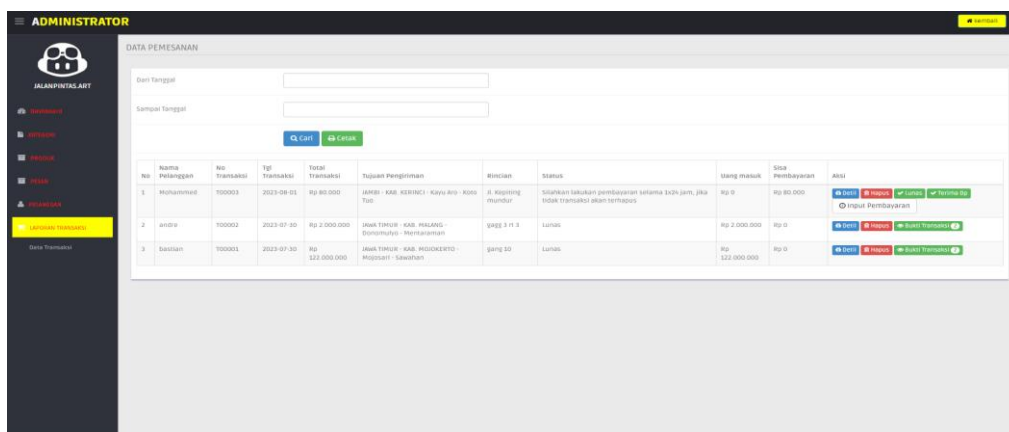 ADMINISTRATOR
JALANPINTAS.ART
PELANGGAN
LAPORAN TRANSAKSI
Data Transaksi
DATA PEMESANAN
Dari Tanggal
Sampai Tanggal
Cari Cetak
No Nama Pelanggan No Transaksi Tgl Transaksi Total Transaksi Tujuan Pengiriman Rincian Status Uang masuk Sisa Pembayaran Aksi
1 Mohammed T00003 2023-08-01 Rp 80.000 JAMBI - KAB. KERINCI - Kayu Aro - Koto Tuo Jl. Kepining mundur Silahkan lakukan pembayaran selama 1x24 jam, jika tidak transaksi akan terhapus Rp 0 Rp 80.000 Detil Hapus Lunas Terima Dp
Input Pembayaran
2 andre T00002 2023-07-30 Rp 2.000.000 JAWA TIMUR - KAB. MALANG - Donomulyo - Mentaraman gagg 3 rt 3 Lunas Rp 2.000.000 Rp 0 Detil Hapus Bukti Transaksi
3 bastian T00001 2023-07-30 Rp 122.000.000 JAWA TIMUR - KAB. MOJOKERTO - Mojosari - Sawahan gang 10 Lunas Rp 122.000.000 Rp 0 Detil Hapus Bukti Transaksi